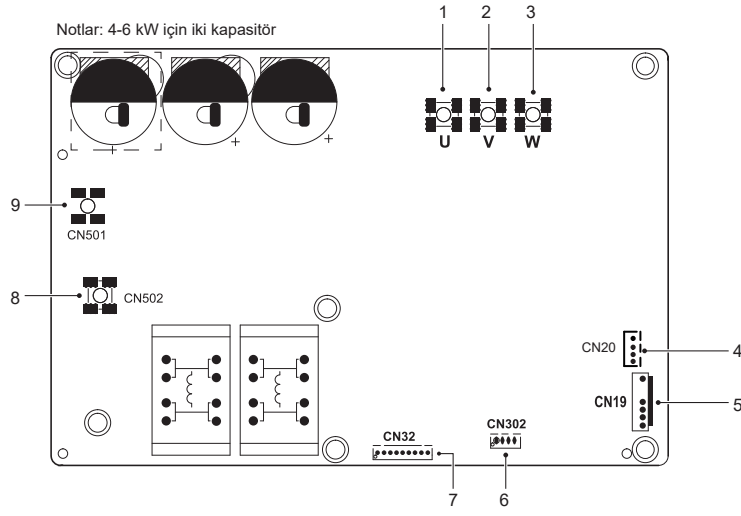 Notlar: 4-6 kW için iki kapasitör
1 2 3
+ + +
U V W
9
CN501
8 CN502
CN20 4
CN19 5
CN302
CN32
7 6